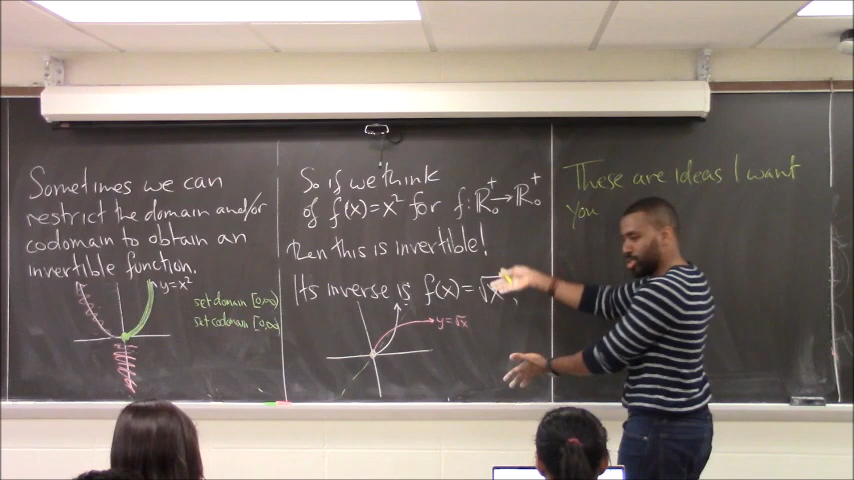 Sometimes we can
restrict the domain and/or
codomain to obtain an
invertible function.
y=x²
set domain [0,∞)
set codomain [0,∞)
So if we think
of f(x)=x² for f: ℝ₀⁺→ℝ₀⁺
then this is invertible!
Its inverse is f(x)=√x
y=√x
These are ideas I want
you